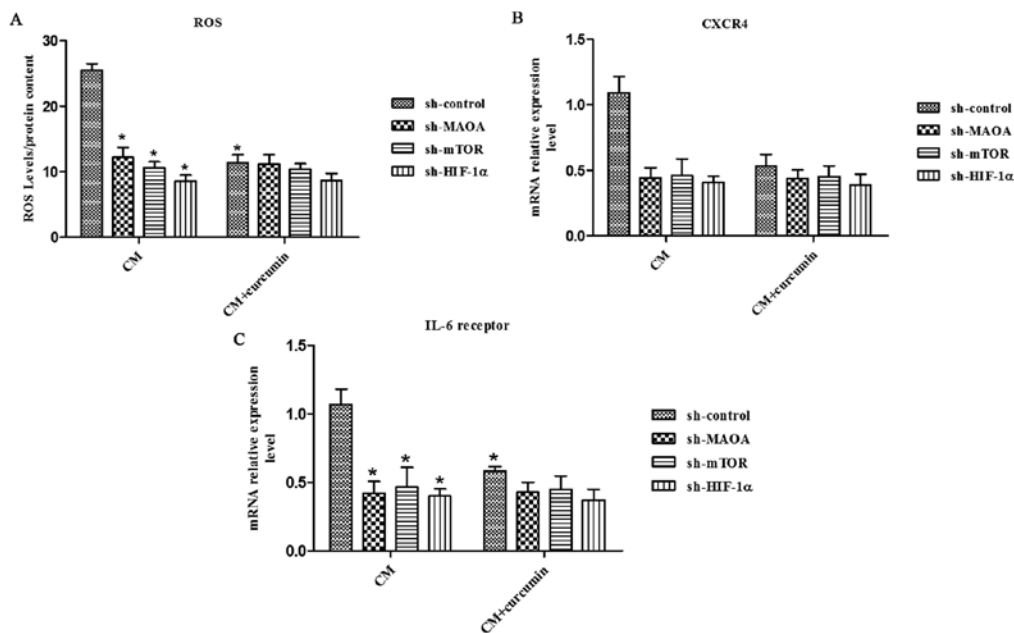 A
ROS
ROS Levels/protein content
30
20
10
0
*
*
*
*
CM
CM+curcumin
sh-control
sh-MAOA
sh-mTOR
sh-HIF-1α
B
CXCR4
mRNA relative expression
level
1.5
1.0
0.5
0.0
CM
CM+curcumin
sh-control
sh-MAOA
sh-mTOR
sh-HIF-1α
C
IL-6 receptor
mRNA relative expression
level
1.5
1.0
0.5
0.0
*
*
*
*
CM
CM+curcumin
sh-control
sh-MAOA
sh-mTOR
sh-HIF-1α